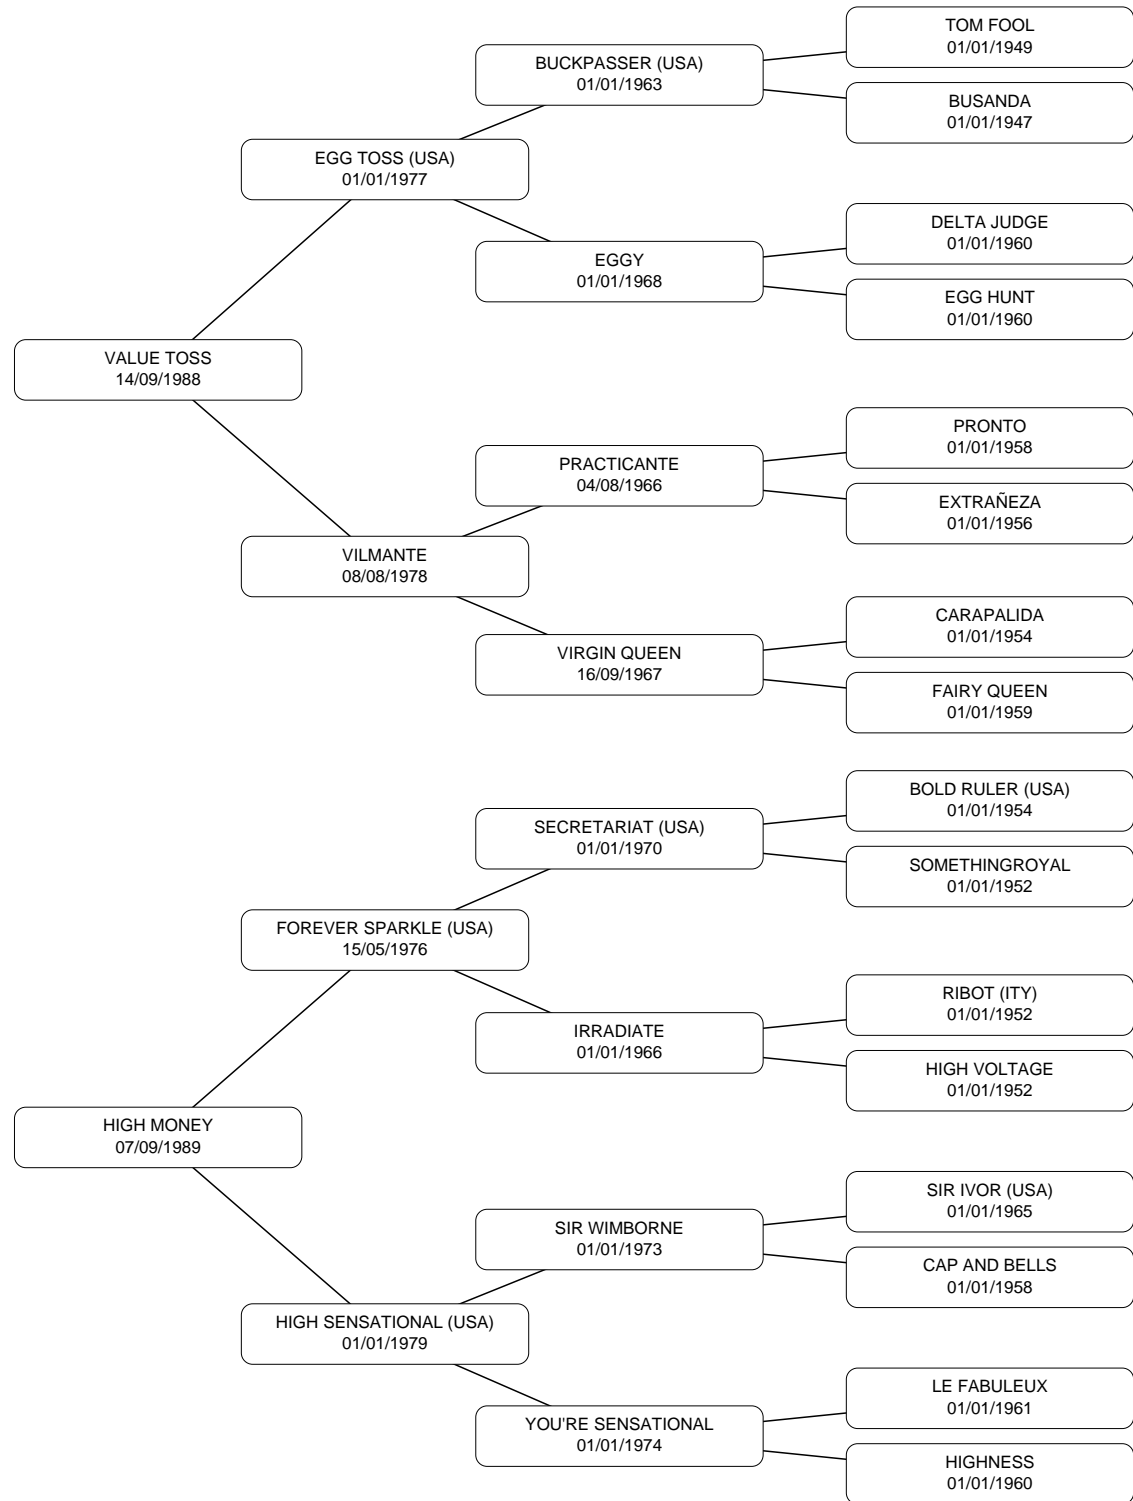 TOM FOOL
01/01/1949
BUCKPASSER (USA)
01/01/1963
BUSANDA
01/01/1947
EGG TOSS (USA)
01/01/1977
DELTA JUDGE
01/01/1960
EGGY
01/01/1968
EGG HUNT
01/01/1960
VALUE TOSS
14/09/1988
PRONTO
01/01/1958
PRACTICANTE
04/08/1966
EXTRAÑEZA
01/01/1956
VILMANTE
08/08/1978
CARAPALIDA
01/01/1954
VIRGIN QUEEN
16/09/1967
FAIRY QUEEN
01/01/1959
BOLD RULER (USA)
01/01/1954
SECRETARIAT (USA)
01/01/1970
SOMETHINGROYAL
01/01/1952
FOREVER SPARKLE (USA)
15/05/1976
RIBOT (ITY)
01/01/1952
IRRADIATE
01/01/1966
HIGH VOLTAGE
01/01/1952
HIGH MONEY
07/09/1989
SIR IVOR (USA)
01/01/1965
SIR WIMBORNE
01/01/1973
CAP AND BELLS
01/01/1958
HIGH SENSATIONAL (USA)
01/01/1979
LE FABULEUX
01/01/1961
YOU'RE SENSATIONAL
01/01/1974
HIGHNESS
01/01/1960